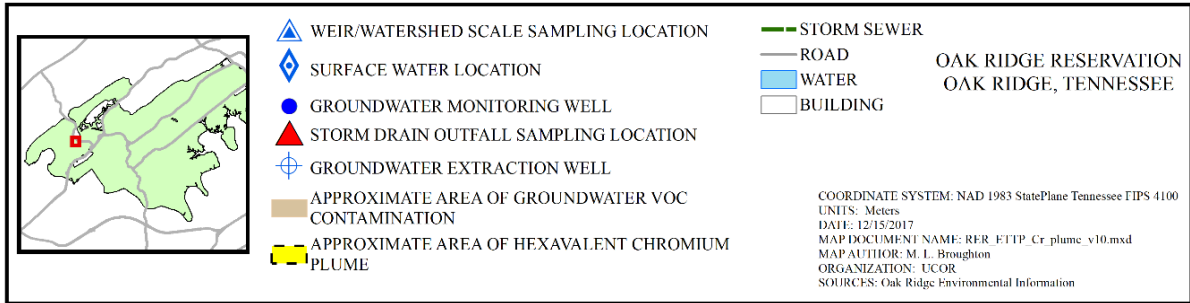 WEIR/WATERSHED SCALE SAMPLING LOCATION
SURFACE WATER LOCATION
GROUNDWATER MONITORING WELL
STORM DRAIN OUTFALL SAMPLING LOCATION
GROUNDWATER EXTRACTION WELL
APPROXIMATE AREA OF GROUNDWATER VOC
CONTAMINATION
APPROXIMATE AREA OF HEXAVALENT CHROMIUM
PLUME
STORM SEWER
ROAD
WATER
BUILDING
OAK RIDGE RESERVATION
OAK RIDGE, TENNESSEE
COORDINATE SYSTEM: NAD 1983 StatePlane Tennessee FIPS 4100
UNITS: Meters
DATE: 12/15/2017
MAP DOCUMENT NAME: RER_ETTP_Cr_plume_v10.mxd
MAP AUTHOR: M. L. Broughton
ORGANIZATION: UCOR
SOURCES: Oak Ridge Environmental Information